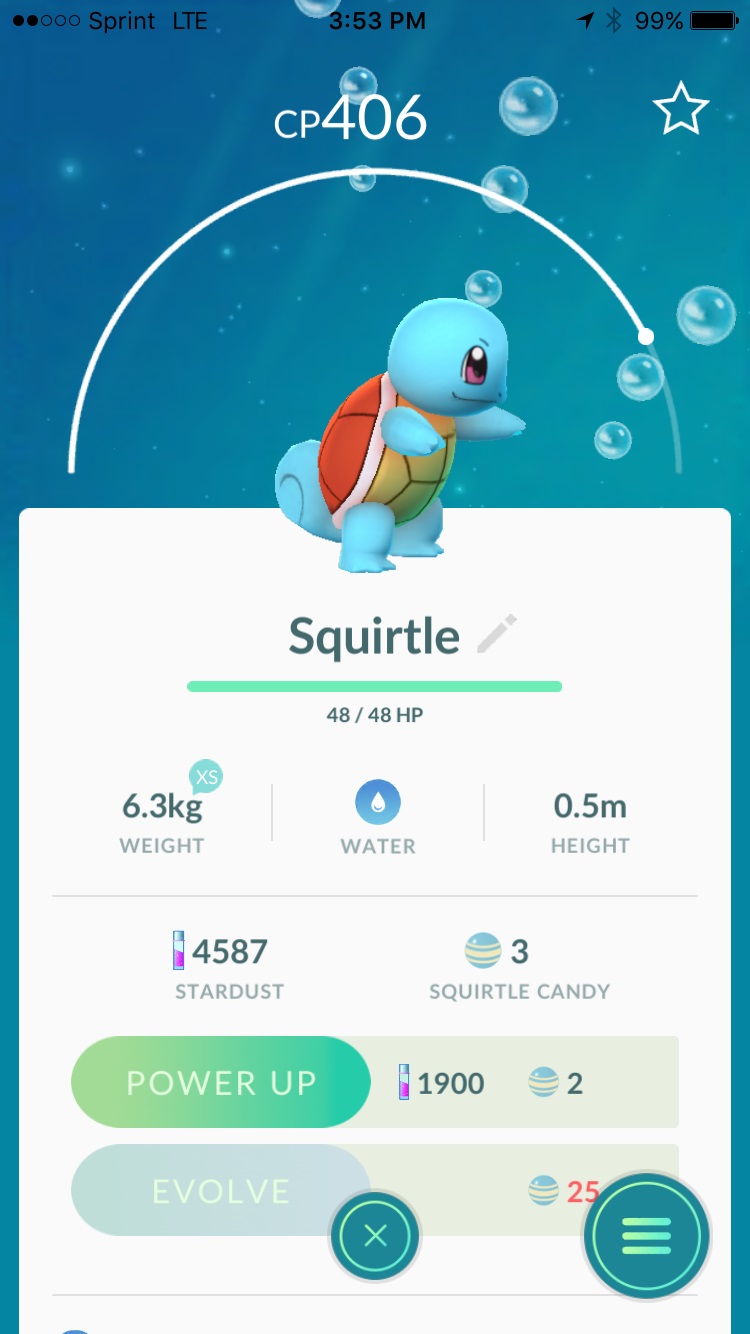 Sprint LTE 3:53 PM 99%
CP406
Squirtle
48 / 48 HP
XS
6.3kg 0.5m
WEIGHT WATER HEIGHT
4587 3
STARDUST SQUIRTLE CANDY
POWER UP 1900 2
EVOLVE 25